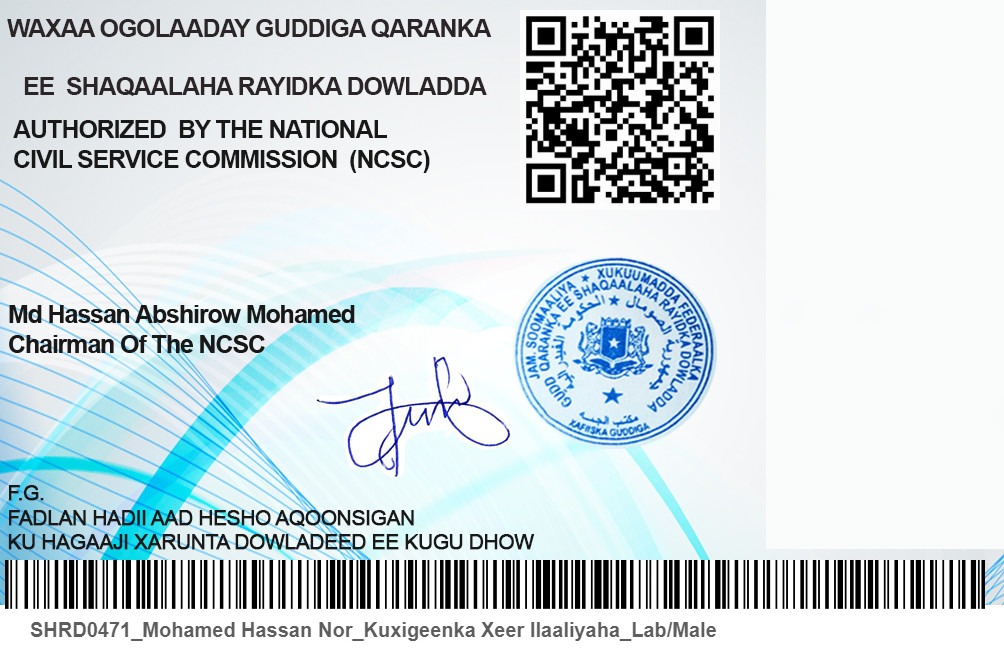 WAXAA OGOLAADAY GUDDIGA QARANKA
EE SHAQAALAHA RAYIDKA DOWLADDA
AUTHORIZED BY THE NATIONAL
CIVIL SERVICE COMMISSION (NCSC)
Md Hassan Abshirow Mohamed
Chairman Of The NCSC
JAM. SOOMAALIYA ★ XUKUUMADDA FEDERAALKA
GUDD QARANKA EE SHAQAALAHA RAYIDKA DOWLADDA
مكتب
XAFIISKA GUDDIGA
F.G.
FADLAN HADII AAD HESHO AQOONSIGAN
KU HAGAAJI XARUNTA DOWLADEED EE KUGU DHOW
SHRD0471_Mohamed Hassan Nor_Kuxigeenka Xeer Ilaaliyaha_Lab/Male